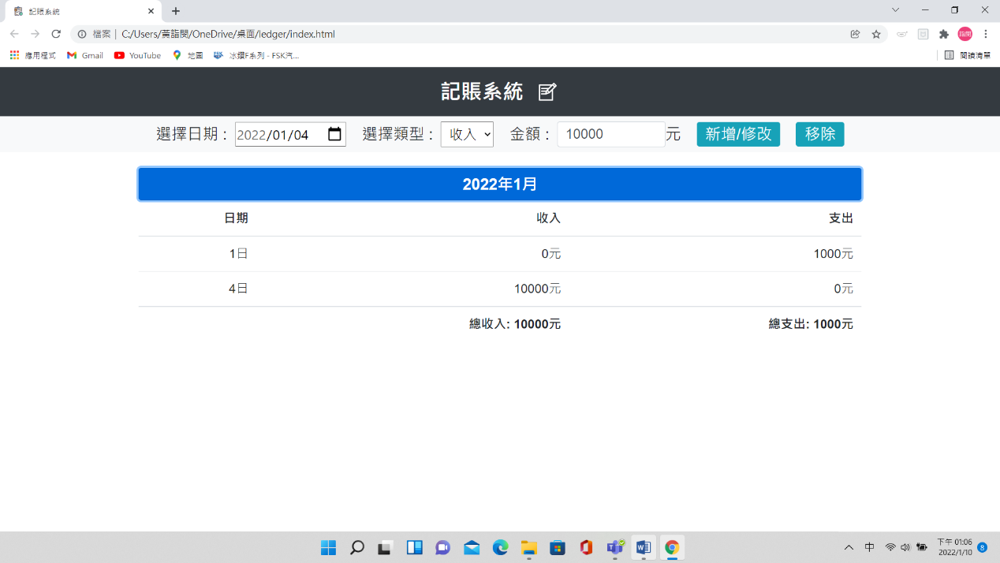 記賬系統
檔案 | C:/Users/黃詣閔/OneDrive/桌面/ledger/index.html
詣閔
應用程式 Gmail YouTube 地圖 冰鑽F系列 - FSK汽... 閱讀清單
記賬系統
選擇日期： 2022/01/04 選擇類型： 收入 金額： 10000 元 新增/修改 移除
2022年1月
日期 收入 支出
1日 0元 1000元
4日 10000元 0元
總收入: 10000元 總支出: 1000元
中 下午 01:06
2022/1/10 8